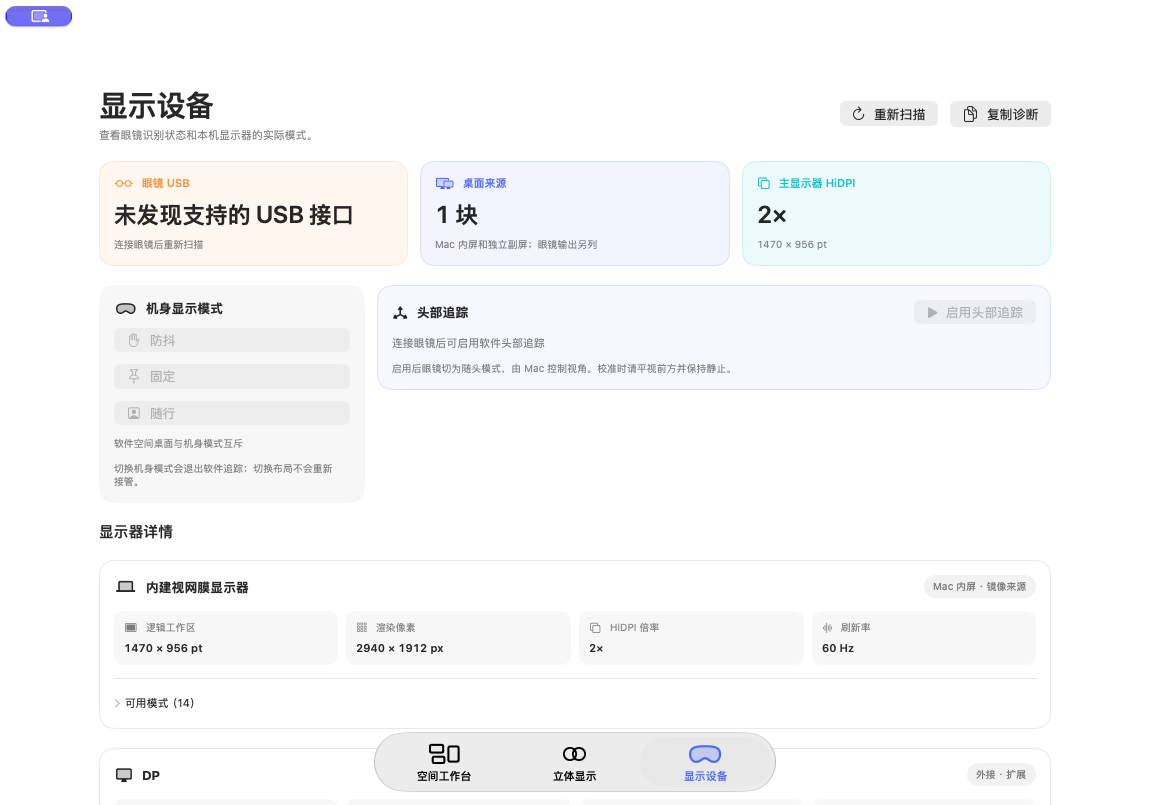 显示设备
查看眼镜识别状态和本机显示器的实际模式。
重新扫描
复制诊断
眼镜 USB
未发现支持的 USB 接口
连接眼镜后重新扫描
桌面来源
1 块
Mac 内屏和独立副屏；眼镜输出另列
主显示器 HiDPI
2×
1470 × 956 pt
机身显示模式
防抖
固定
随行
软件空间桌面与机身模式互斥
切换机身模式会退出软件追踪；切换布局不会重新
接管。
头部追踪
启用头部追踪
连接眼镜后可启用软件头部追踪
启用后眼镜切为随头模式，由 Mac 控制视角。校准时请平视前方并保持静止。
显示器详情
内建视网膜显示器
Mac 内屏 · 镜像来源
逻辑工作区
1470 × 956 pt
渲染像素
2940 × 1912 px
HiDPI 倍率
2×
刷新率
60 Hz
可用模式（14）
DP
外接 · 扩展
空间工作台
立体显示
显示设备